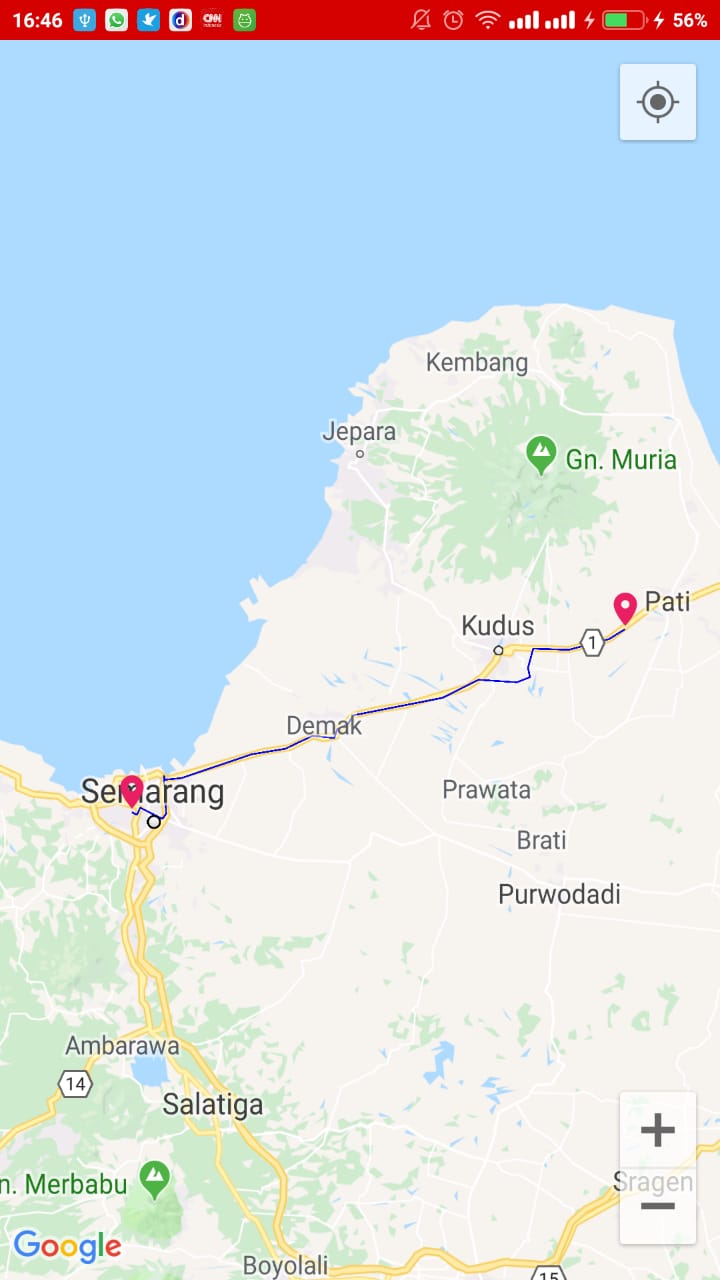 16:46
CNN
56%
Kembang
Jepara
Gn. Muria
Pati
Kudus
1
Demak
Semarang
Prawata
Brati
Purwodadi
Ambarawa
14
Salatiga
n. Merbabu
Sragen
Google
Boyolali
15